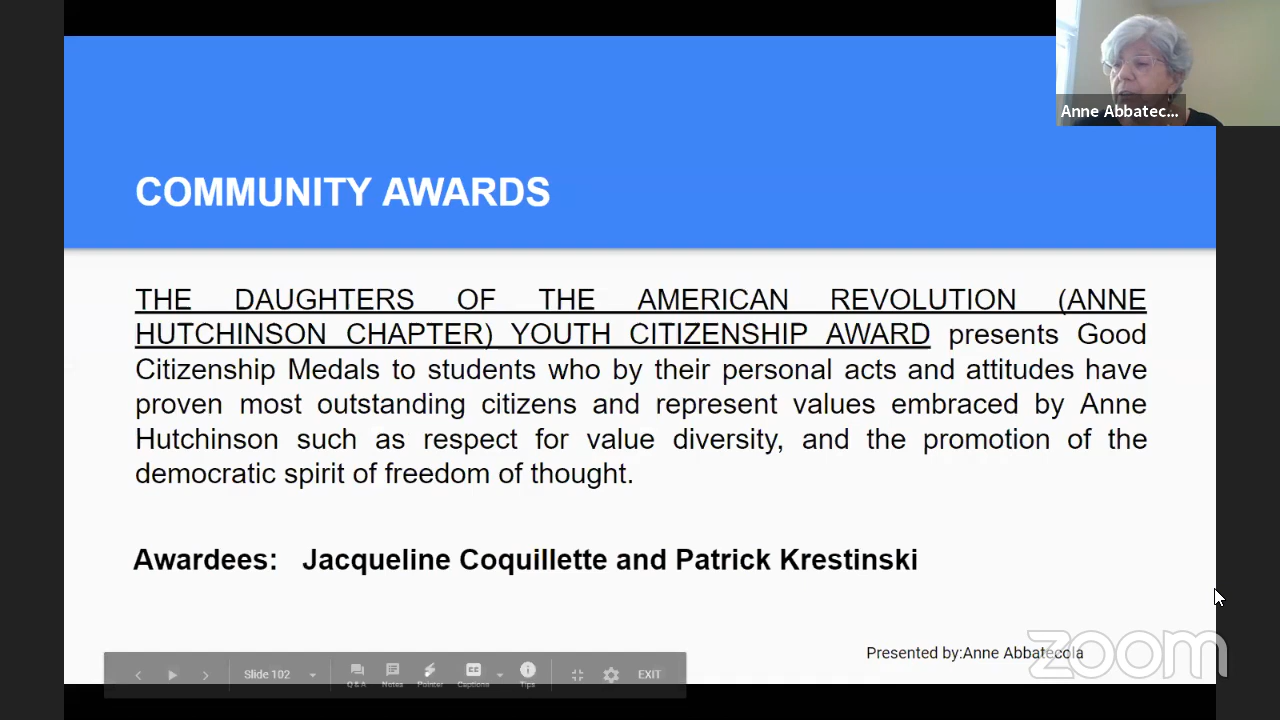 Anne Abbatec...
COMMUNITY AWARDS
THE DAUGHTERS OF THE AMERICAN REVOLUTION (ANNE
HUTCHINSON CHAPTER) YOUTH CITIZENSHIP AWARD presents Good
Citizenship Medals to students who by their personal acts and attitudes have
proven most outstanding citizens and represent values embraced by Anne
Hutchinson such as respect for value diversity, and the promotion of the
democratic spirit of freedom of thought.
Awardees: Jacqueline Coquillette and Patrick Krestinski
Presented by:Anne Abbatecola
zoom
Slide 102
Q & A Notes Pointer Captions Tips
CC
EXIT